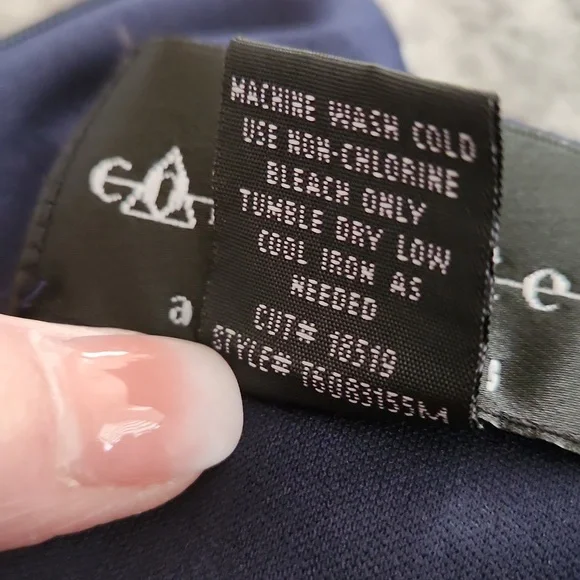 MACHINE WASH COLD
USE NON-CHLORINE
BLEACH ONLY
TUMBLE DRY LOW
COOL IRON AS
NEEDED
CUT# 18519
STYLE# T6083155M
e
e
a
s